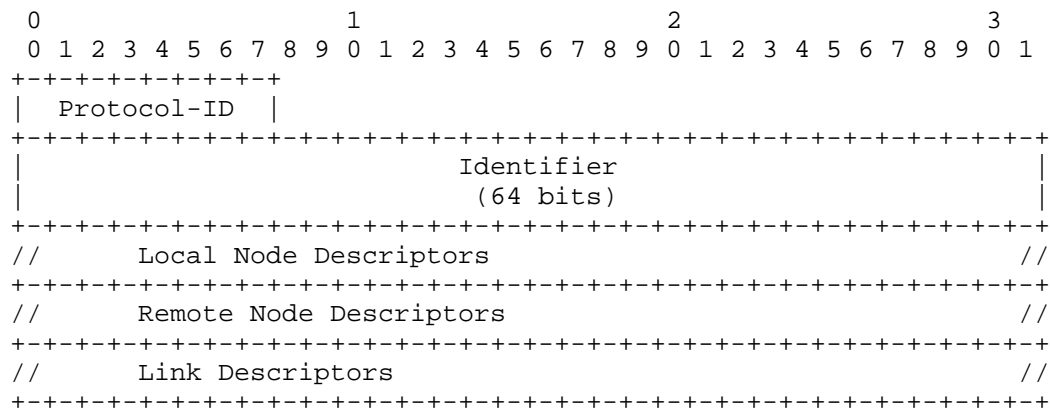 0                   1                   2                   3
 0 1 2 3 4 5 6 7 8 9 0 1 2 3 4 5 6 7 8 9 0 1 2 3 4 5 6 7 8 9 0 1
+-+-+-+-+-+-+-+-+
|  Protocol-ID  |
+-+-+-+-+-+-+-+-+-+-+-+-+-+-+-+-+-+-+-+-+-+-+-+-+-+-+-+-+-+-+-+-+
|                           Identifier                          |
|                            (64 bits)                          |
+-+-+-+-+-+-+-+-+-+-+-+-+-+-+-+-+-+-+-+-+-+-+-+-+-+-+-+-+-+-+-+-+
//      Local Node Descriptors                                 //
+-+-+-+-+-+-+-+-+-+-+-+-+-+-+-+-+-+-+-+-+-+-+-+-+-+-+-+-+-+-+-+-+
//      Remote Node Descriptors                                //
+-+-+-+-+-+-+-+-+-+-+-+-+-+-+-+-+-+-+-+-+-+-+-+-+-+-+-+-+-+-+-+-+
//      Link Descriptors                                       //
+-+-+-+-+-+-+-+-+-+-+-+-+-+-+-+-+-+-+-+-+-+-+-+-+-+-+-+-+-+-+-+-+